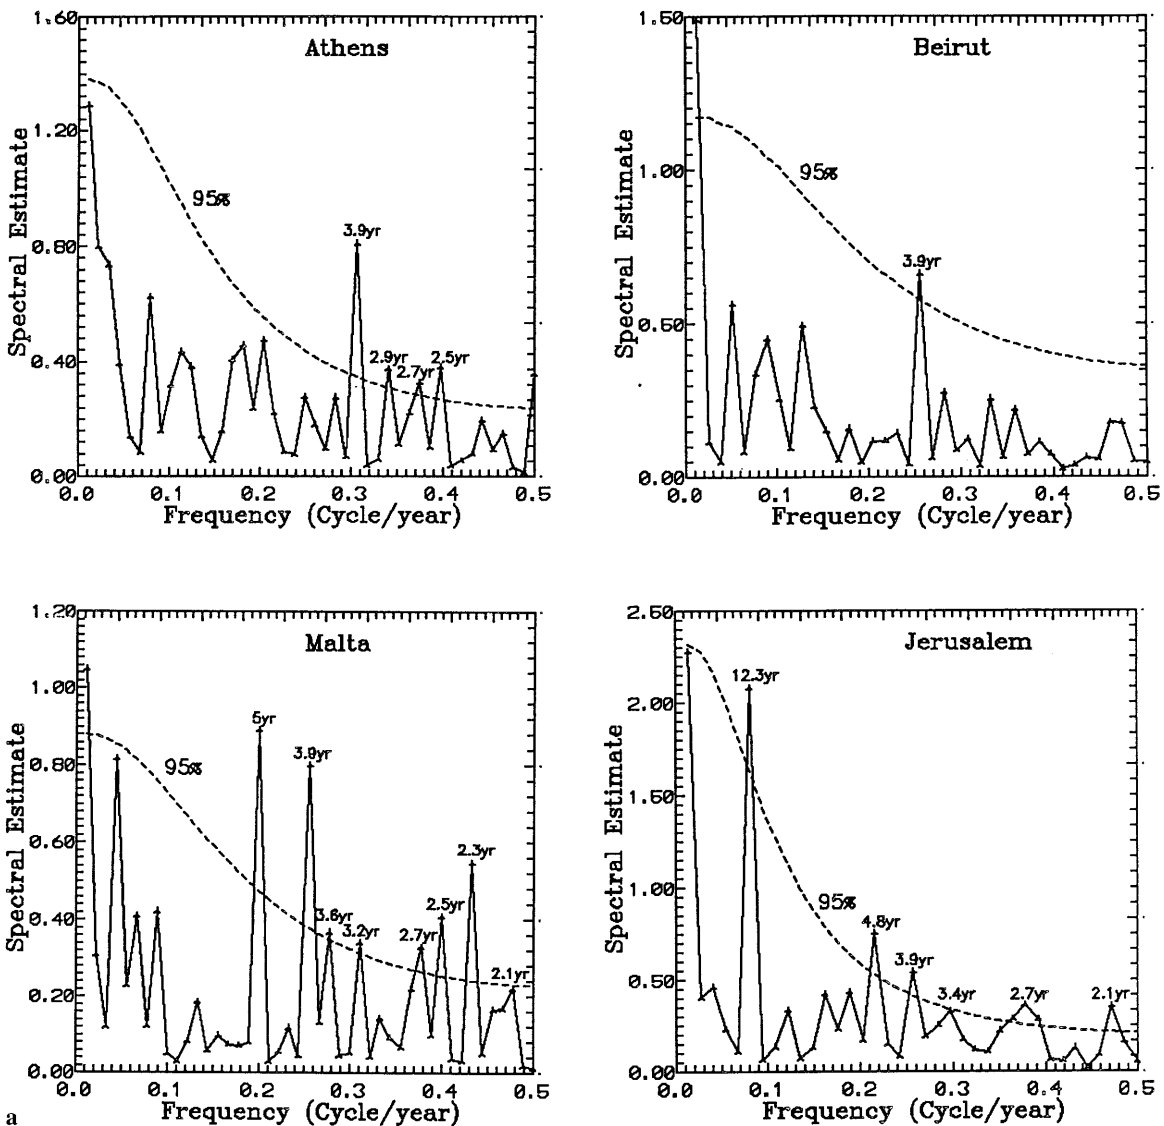 1.60
Athens
1.20
95%
0.80
3.9yr
0.40
2.9yr
2.7yr
2.5yr
0.00
0.0
0.1
0.2
0.3
0.4
0.5
Frequency (Cycle/year)
Spectral Estimate
1.50
Beirut
1.00
95%
3.9yr
0.50
0.00
0.0
0.1
0.2
0.3
0.4
0.5
Frequency (Cycle/year)
Spectral Estimate
1.20
Malta
1.00
5yr
3.9yr
0.80
95%
0.60
2.3yr
0.40
3.6yr
3.2yr
2.7yr
2.5yr
2.1yr
0.20
0.00
0.0
0.1
0.2
0.3
0.4
0.5
Frequency (Cycle/year)
Spectral Estimate
2.50
Jerusalem
12.3yr
2.00
1.50
1.00
95%
4.8yr
3.9yr
0.50
3.4yr
2.7yr
2.1yr
0.00
0.0
0.1
0.2
0.3
0.4
0.5
Frequency (Cycle/year)
Spectral Estimate
a